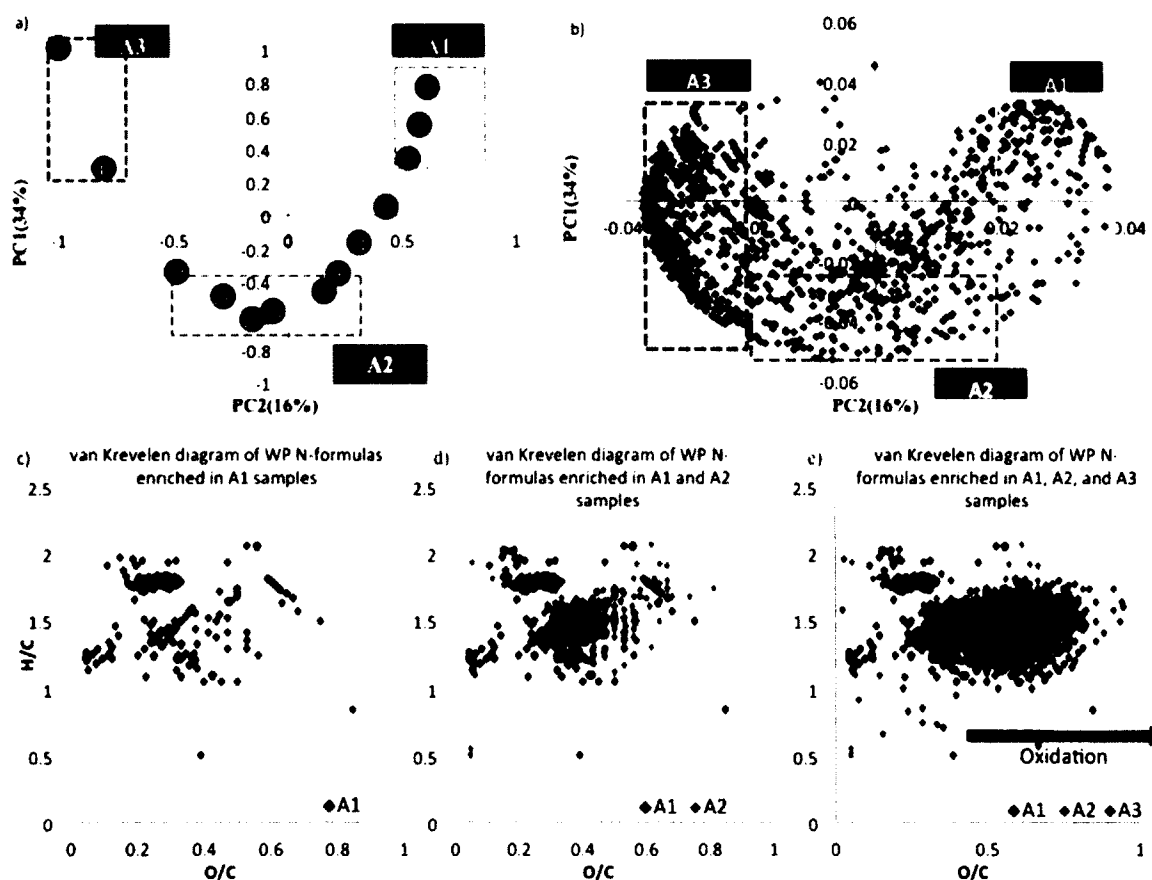 a)
A3
A1
1
0.8
0.6
0.4
0.2
0
-0.2
-0.4
-0.6
-0.8
-1
-1
-0.5
0
0.5
1
PC1(34%)
PC2(16%)
A2
b)
0.06
A3
A1
0.04
0.02
0
-0.04
0.02
0.04
-0.04
-0.06
PC1(34%)
PC2(16%)
A2
c)
van Krevelen diagram of WP N-formulas
enriched in A1 samples
2.5
2
1.5
1
0.5
0
H/C
A1
0
0.2
0.4
0.6
0.8
1
O/C
d)
van Krevelen diagram of WP N-
formulas enriched in A1 and A2
samples
2.5
2
1.5
1
0.5
0
A1 A2
0
0.2
0.4
0.6
0.8
1
O/C
e)
van Krevelen diagram of WP N-
formulas enriched in A1, A2, and A3
samples
2.5
2
1.5
1
0.5
0
Oxidation
A1 A2 A3
0
0.5
1
O/C